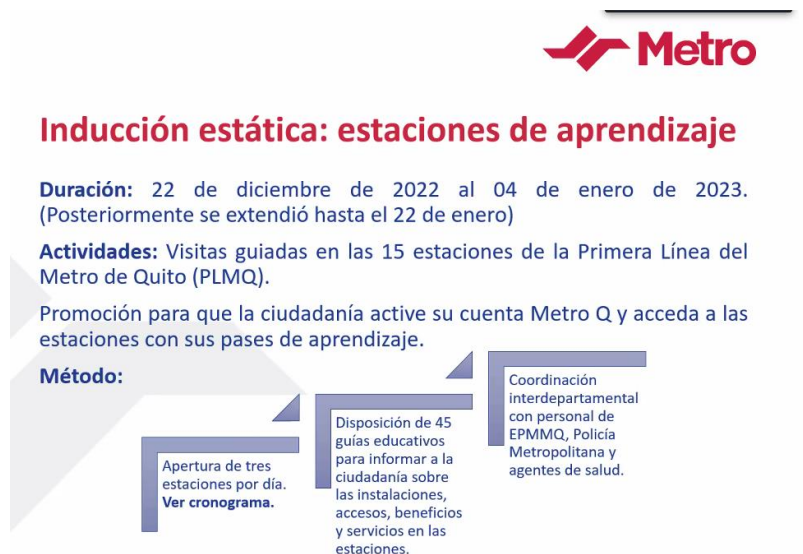 Metro
Inducción estática: estaciones de aprendizaje
Duración: 22 de diciembre de 2022 al 04 de enero de 2023.
(Posteriormente se extendió hasta el 22 de enero)
Actividades: Visitas guiadas en las 15 estaciones de la Primera Línea del
Metro de Quito (PLMQ).
Promoción para que la ciudadanía active su cuenta Metro Q y acceda a las
estaciones con sus pases de aprendizaje.
Método:
Apertura de tres
estaciones por día.
Ver cronograma.
Disposición de 45
guías educativos
para informar a la
ciudadanía sobre
las instalaciones,
accesos, beneficios
y servicios en las
estaciones.
Coordinación
interdepartamental
con personal de
EPMMQ, Policía
Metropolitana y
agentes de salud.